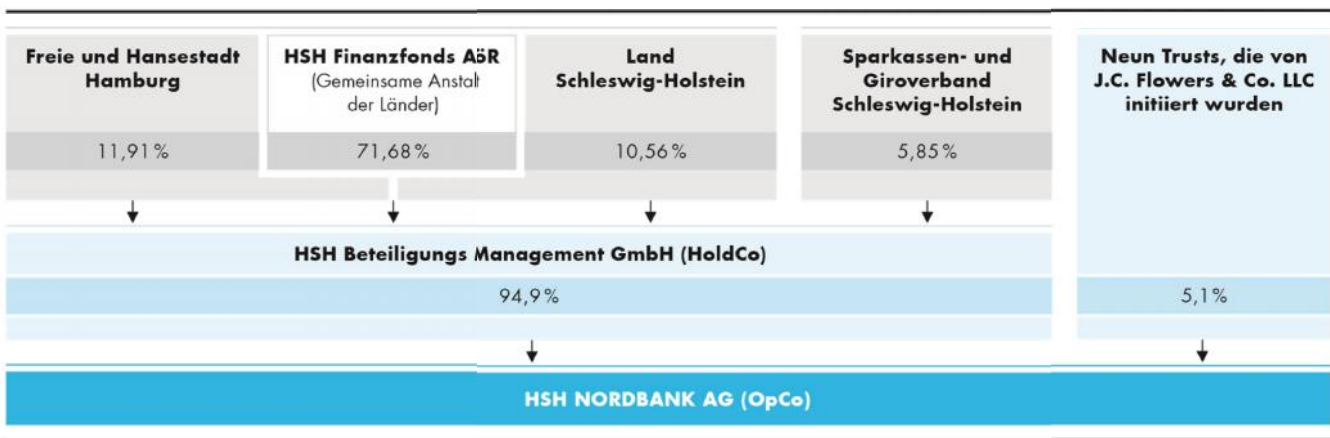 Freie und Hansestadt
Hamburg
11,91 %
HSH Finanzfonds AöR
(Gemeinsame Anstalt
der Länder)
71,68 %
Land
Schleswig-Holstein
10,56 %
Sparkassen- und
Giroverband
Schleswig-Holstein
5,85 %
Neun Trusts, die von
J.C. Flowers & Co. LLC
initiiert wurden
HSH Beteiligungs Management GmbH (HoldCo)
94,9 %
5,1 %
HSH NORDBANK AG (OpCo)